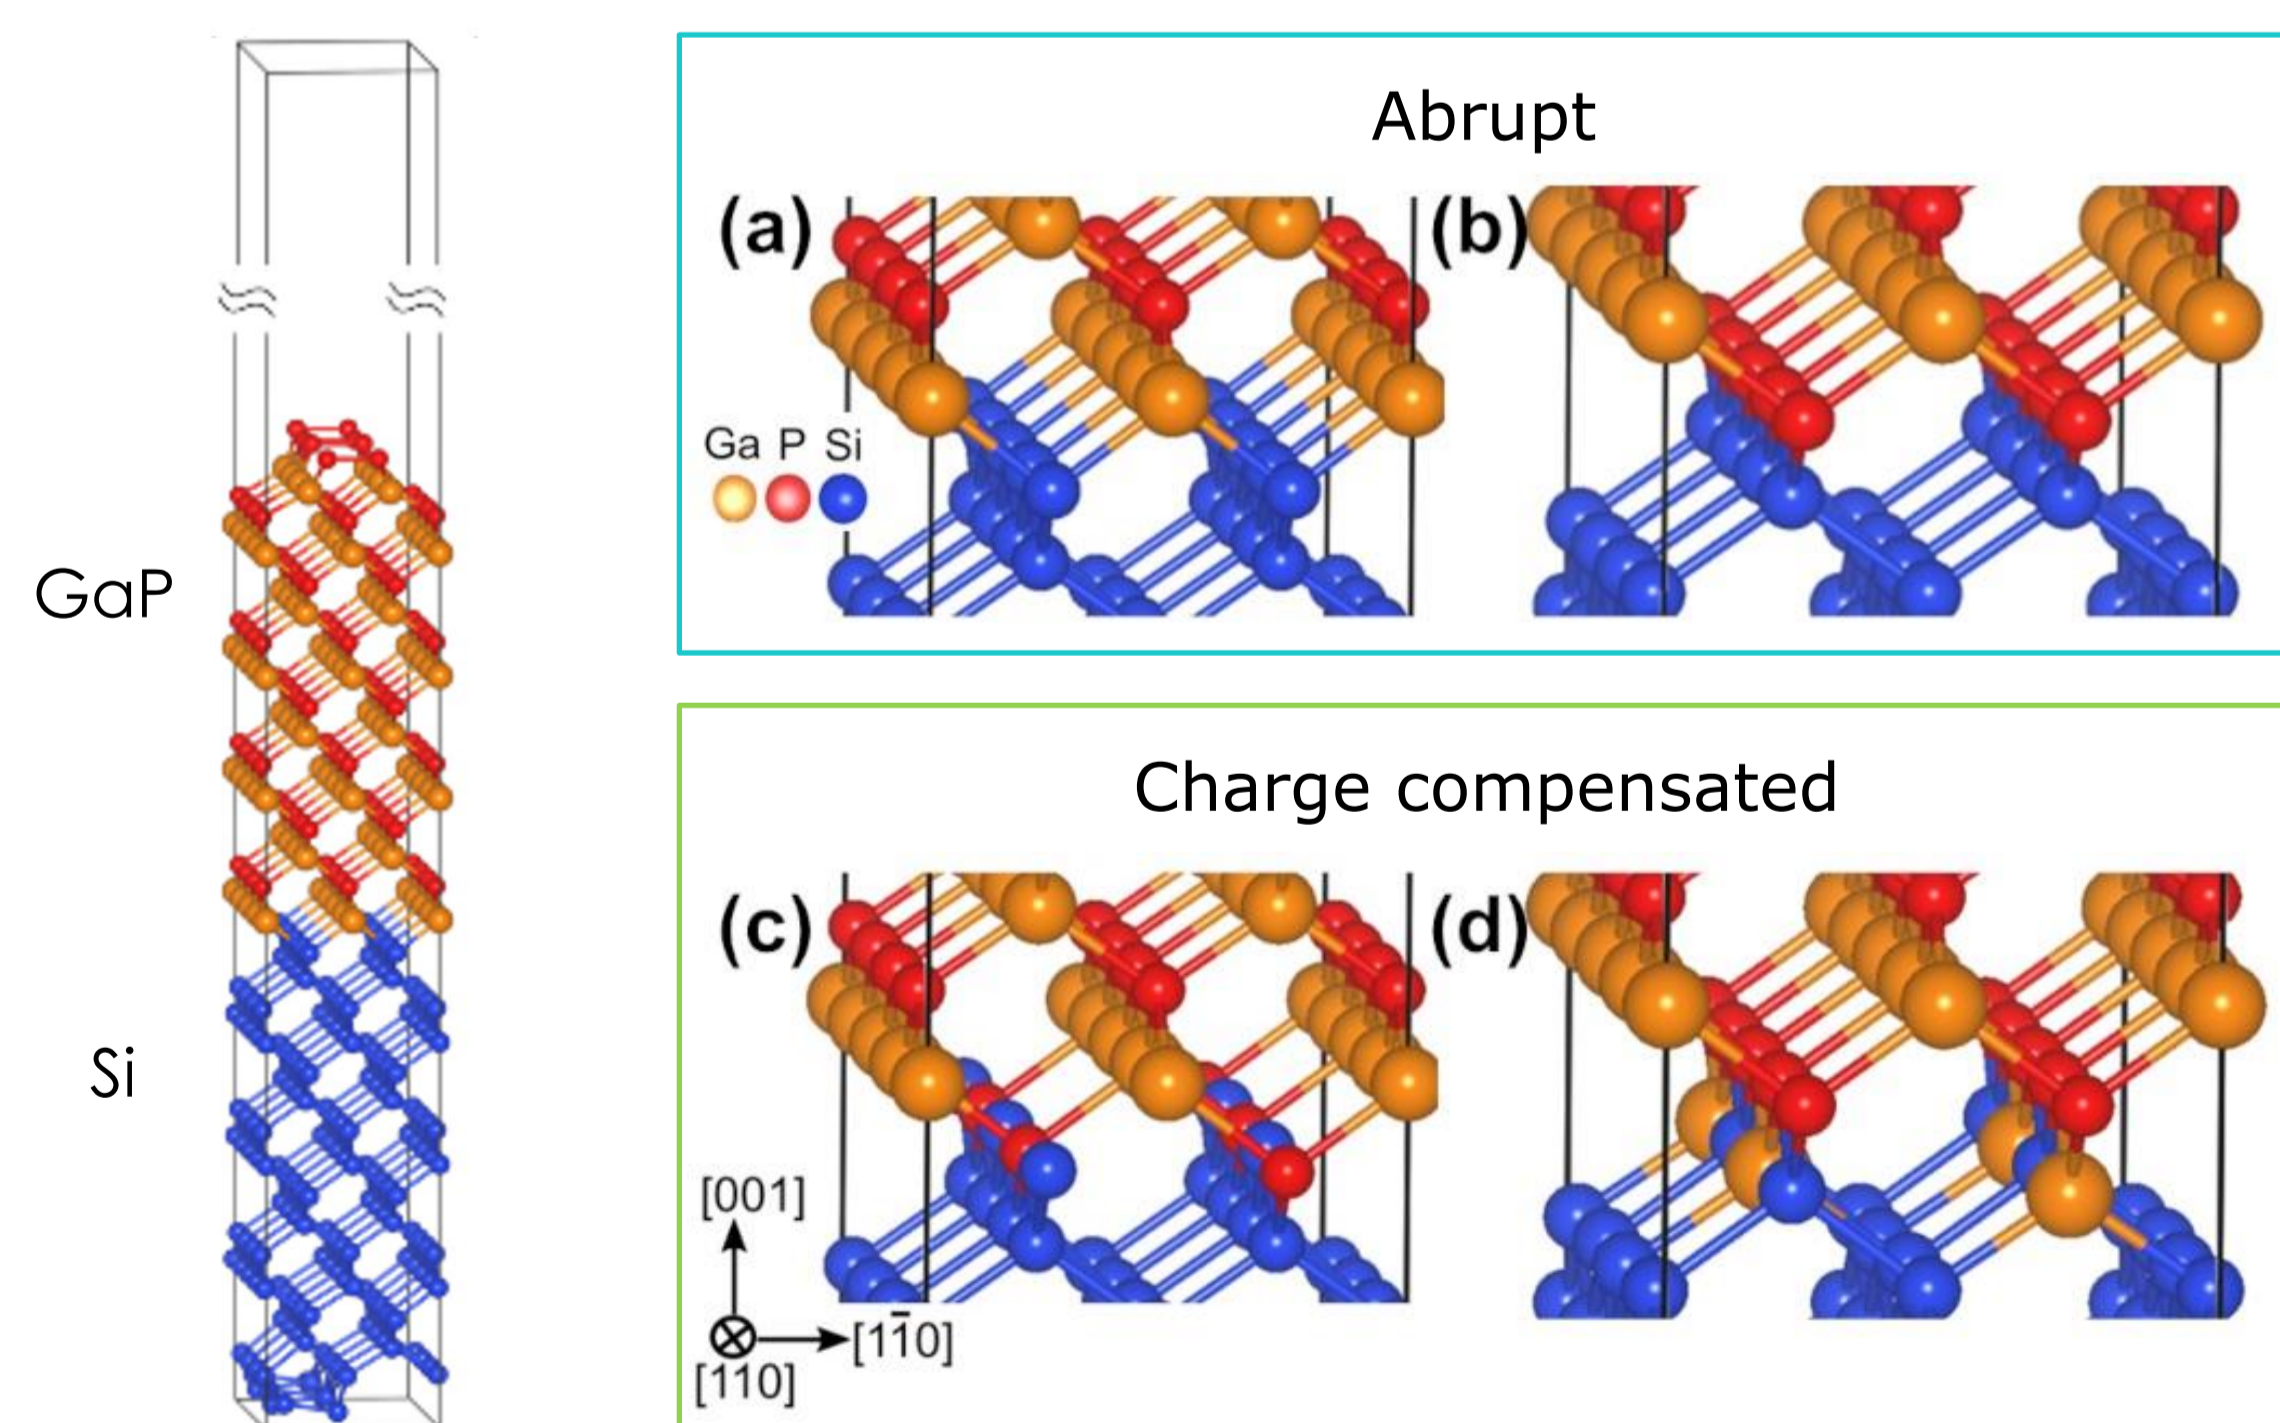 GaP
Si
Abrupt
(a)
(b)
Ga P Si
Charge compensated
(c)
(d)
[001]
[11̄0]
[110]